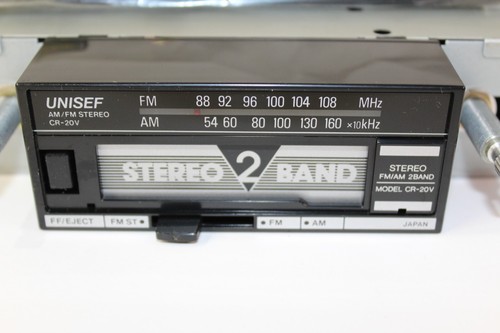 UNISEF
AM/FM STEREO
CR-20V
FM 88 92 96 100 104 108 MHz
AM 54 60 80 100 130 160 ×10kHz
STEREO 2 BAND
STEREO
FM/AM 2BAND
MODEL CR-20V
FF/EJECT FM ST • • FM • AM JAPAN